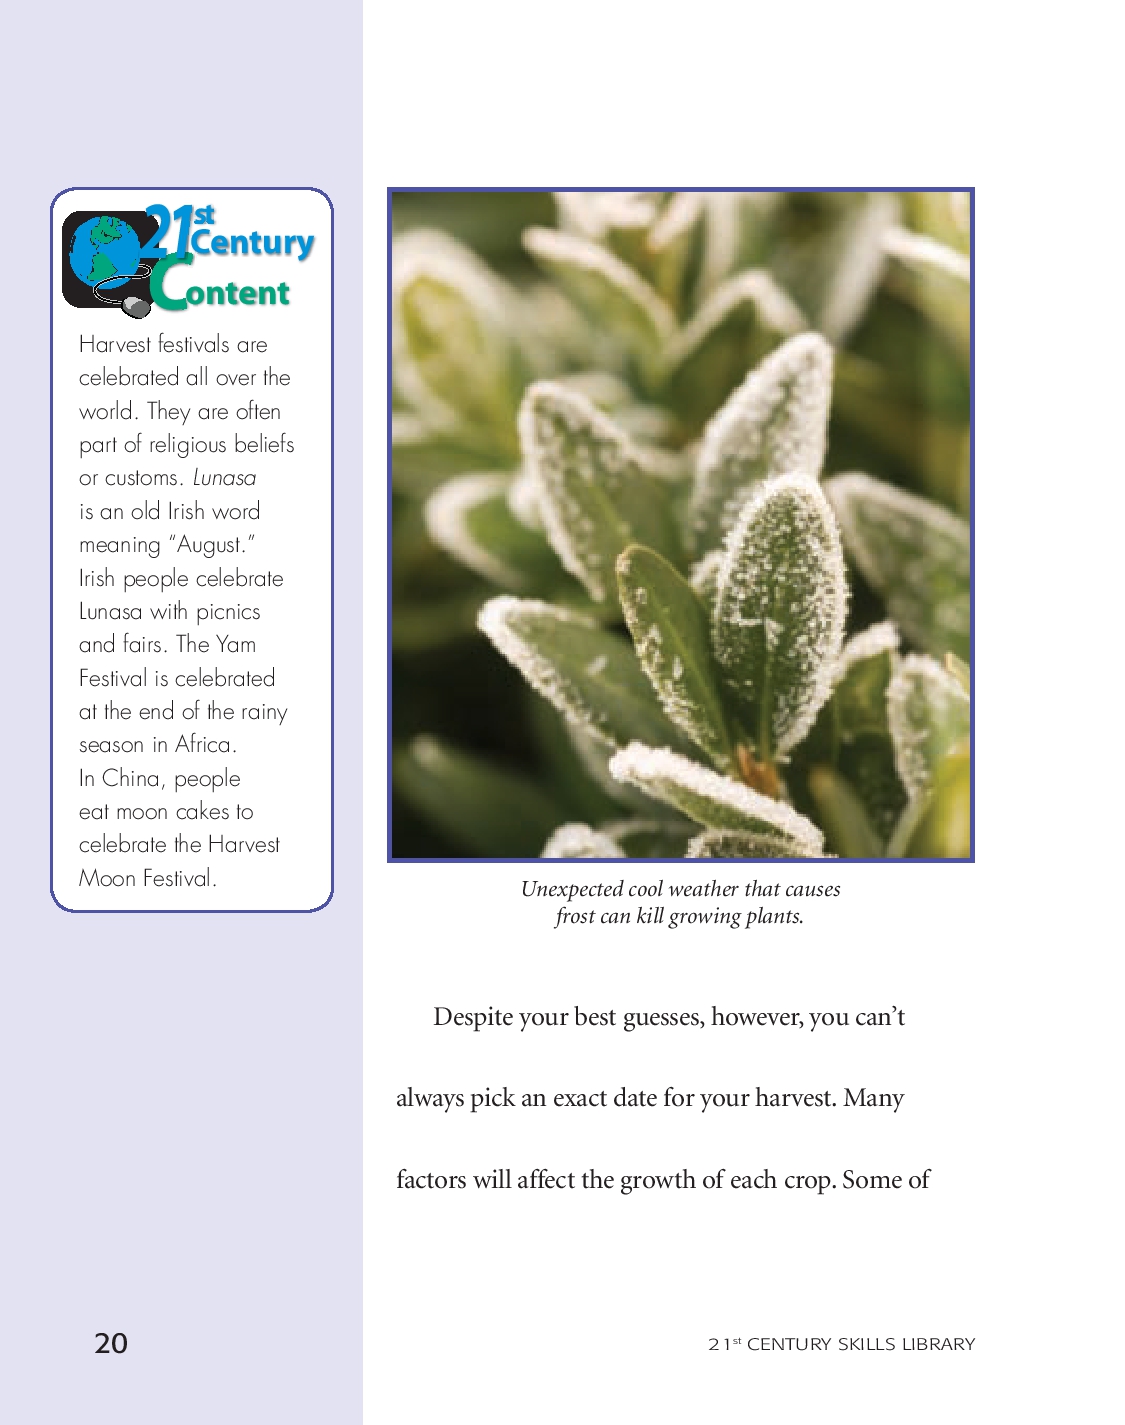 21st
Century
Content
Harvest festivals are
celebrated all over the
world. They are often
part of religious beliefs
or customs. Lunasa
is an old Irish word
meaning “August.”
Irish people celebrate
Lunasa with picnics
and fairs. The Yam
Festival is celebrated
at the end of the rainy
season in Africa.
In China, people
eat moon cakes to
celebrate the Harvest
Moon Festival.
Unexpected cool weather that causes
frost can kill growing plants.
Despite your best guesses, however, you can’t
always pick an exact date for your harvest. Many
factors will affect the growth of each crop. Some of
20
21st CENTURY SKILLS LIBRARY